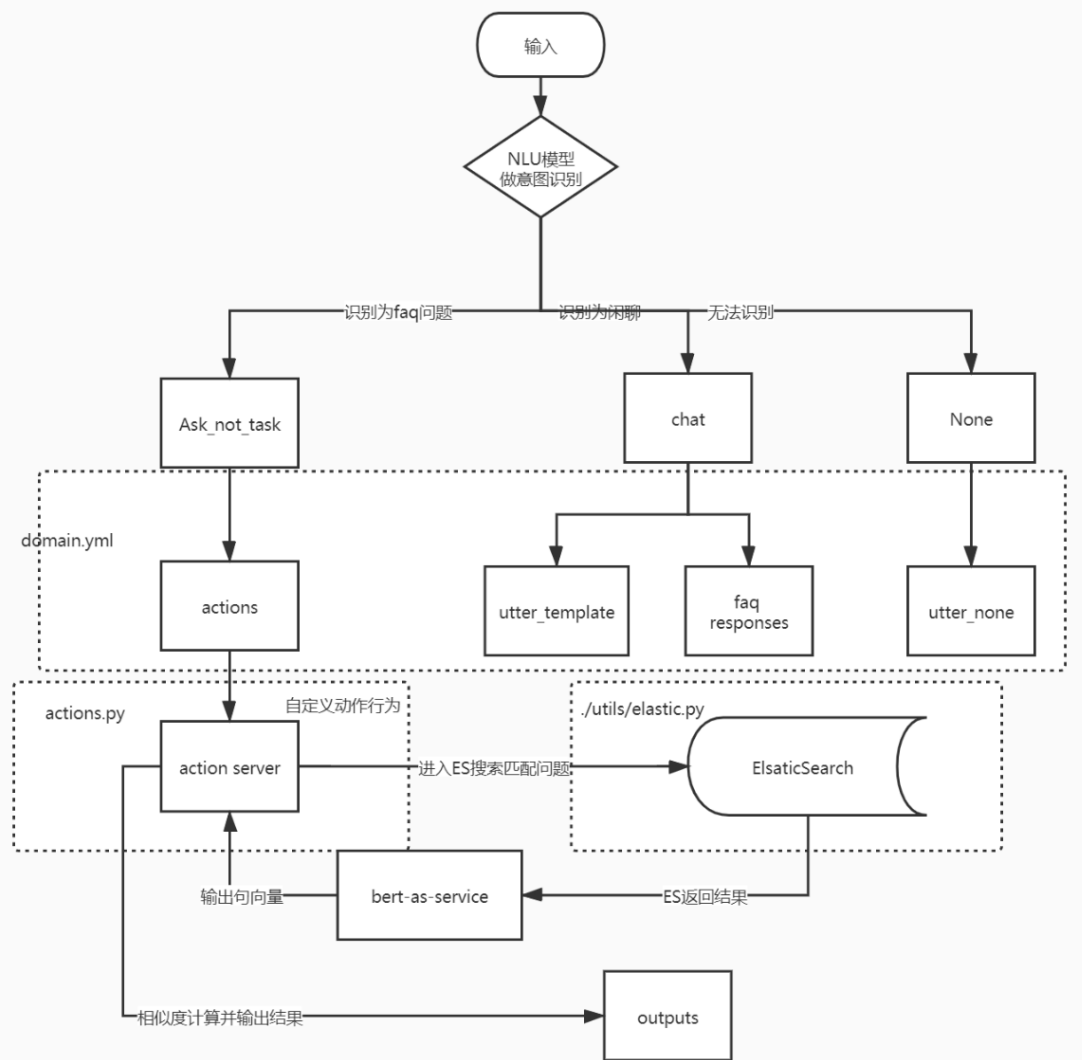 输入
NLU模型
做意图识别
识别为faq问题
识别为闲聊
无法识别
Ask_not_task
chat
None
domain.yml
actions
utter_template
faq
responses
utter_none
actions.py
自定义动作行为
./utils/elastic.py
action server
进入ES搜索匹配问题
ElsaticSearch
输出句向量
bert-as-service
ES返回结果
相似度计算并输出结果
outputs